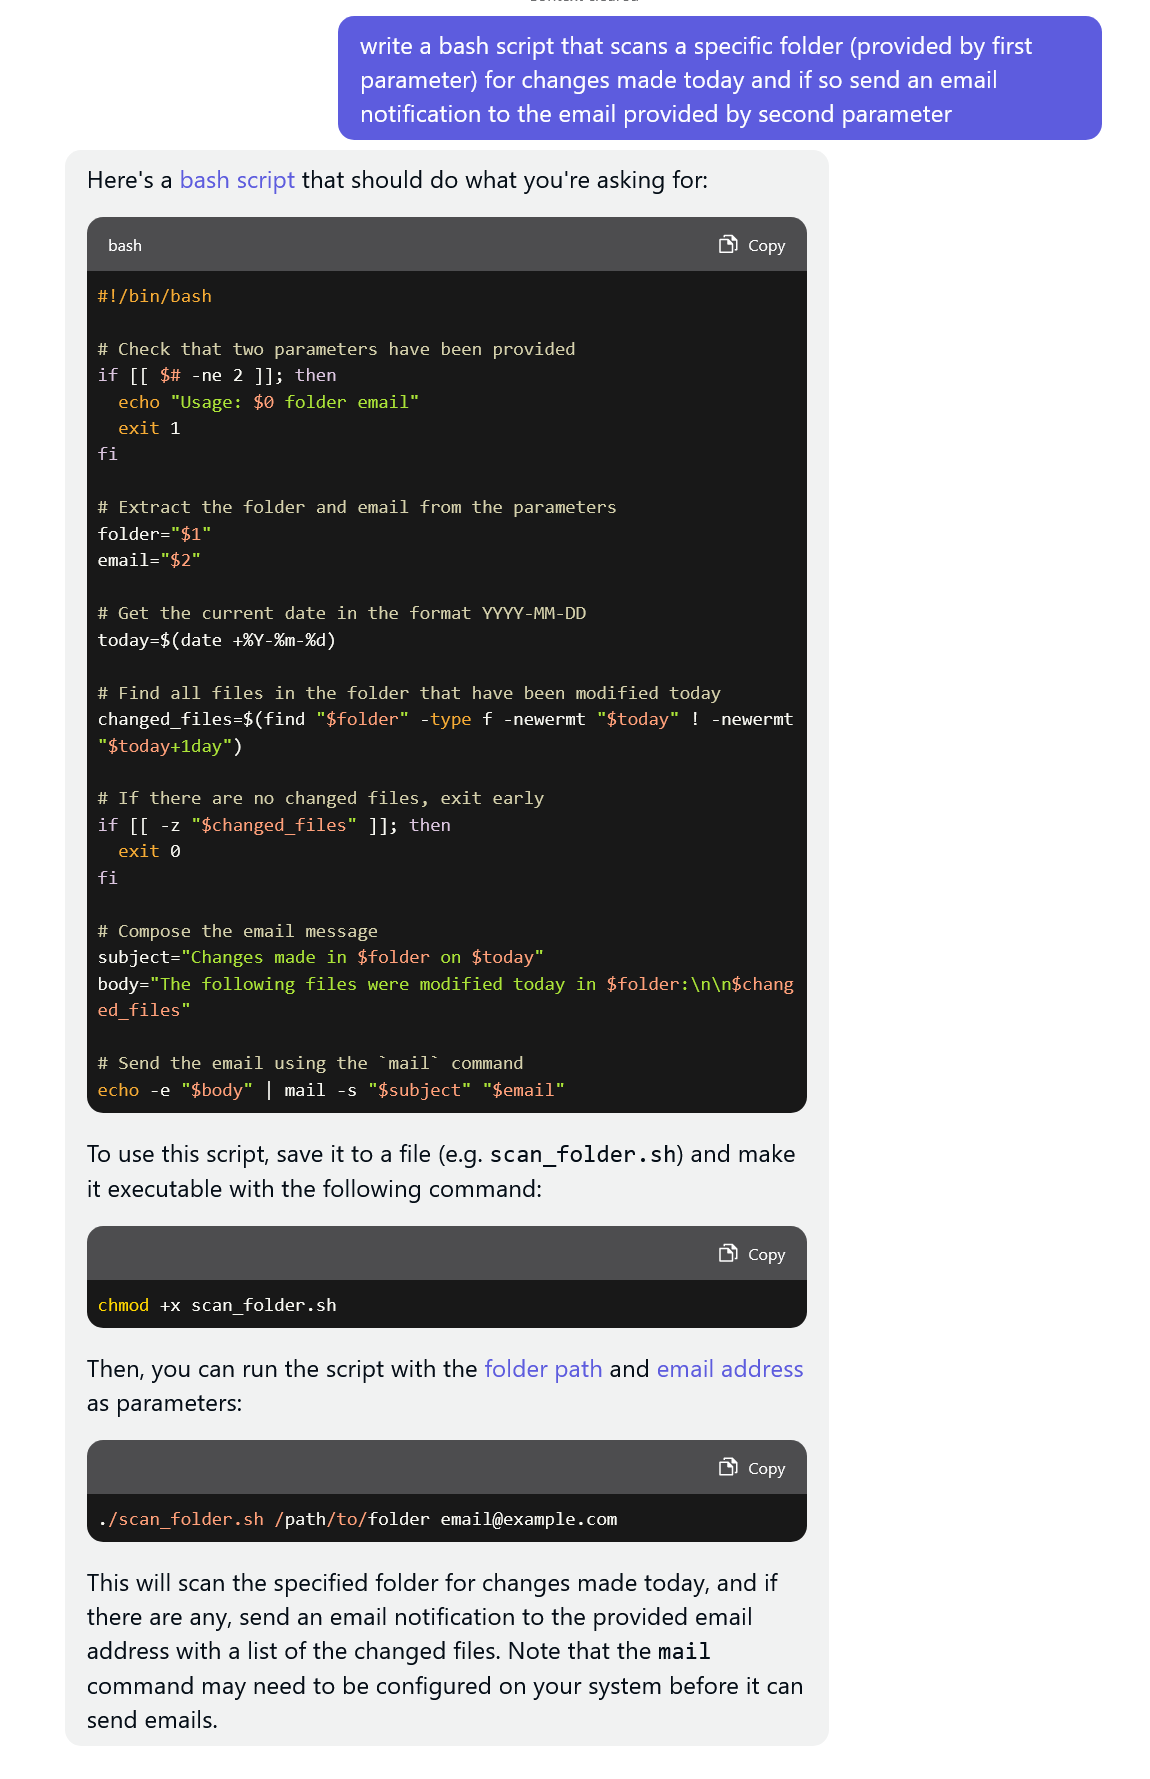 write a bash script that scans a specific folder (provided by first
parameter) for changes made today and if so send an email
notification to the email provided by second parameter
Here's a bash script that should do what you're asking for:
bash
Copy
#!/bin/bash
# Check that two parameters have been provided
if [[ $# -ne 2 ]]; then
  echo "Usage: $0 folder email"
  exit 1
fi
# Extract the folder and email from the parameters
folder="$1"
email="$2"
# Get the current date in the format YYYY-MM-DD
today=$(date +%Y-%m-%d)
# Find all files in the folder that have been modified today
changed_files=$(find "$folder" -type f -newermt "$today" ! -newermt
"$today+1day")
# If there are no changed files, exit early
if [[ -z "$changed_files" ]]; then
  exit 0
fi
# Compose the email message
subject="Changes made in $folder on $today"
body="The following files were modified today in $folder:\n\n$chang
ed_files"
# Send the email using the `mail` command
echo -e "$body" | mail -s "$subject" "$email"
To use this script, save it to a file (e.g. scan_folder.sh) and make
it executable with the following command:
Copy
chmod +x scan_folder.sh
Then, you can run the script with the folder path and email address
as parameters:
Copy
./scan_folder.sh /path/to/folder email@example.com
This will scan the specified folder for changes made today, and if
there are any, send an email notification to the provided email
address with a list of the changed files. Note that the mail
command may need to be configured on your system before it can
send emails.